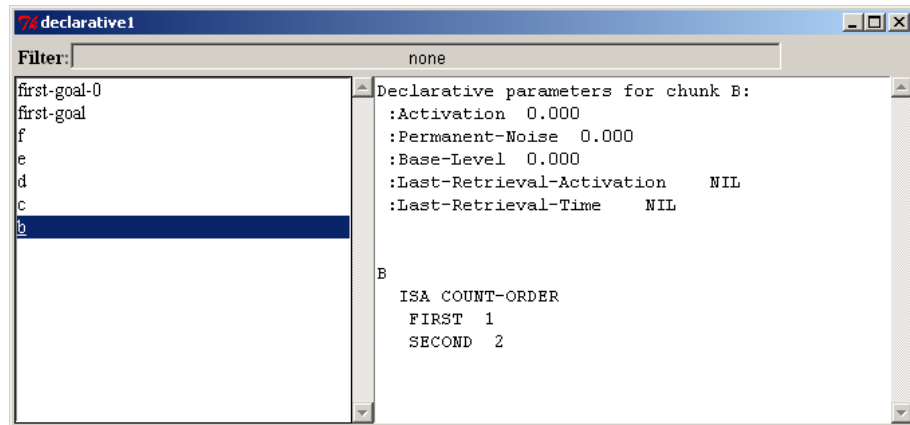 declarative1
Filter: none
first-goal-0
first-goal
f
e
d
c
b
Declarative parameters for chunk B:
:Activation 0.000
:Permanent-Noise 0.000
:Base-Level 0.000
:Last-Retrieval-Activation NIL
:Last-Retrieval-Time NIL
B
ISA COUNT-ORDER
FIRST 1
SECOND 2